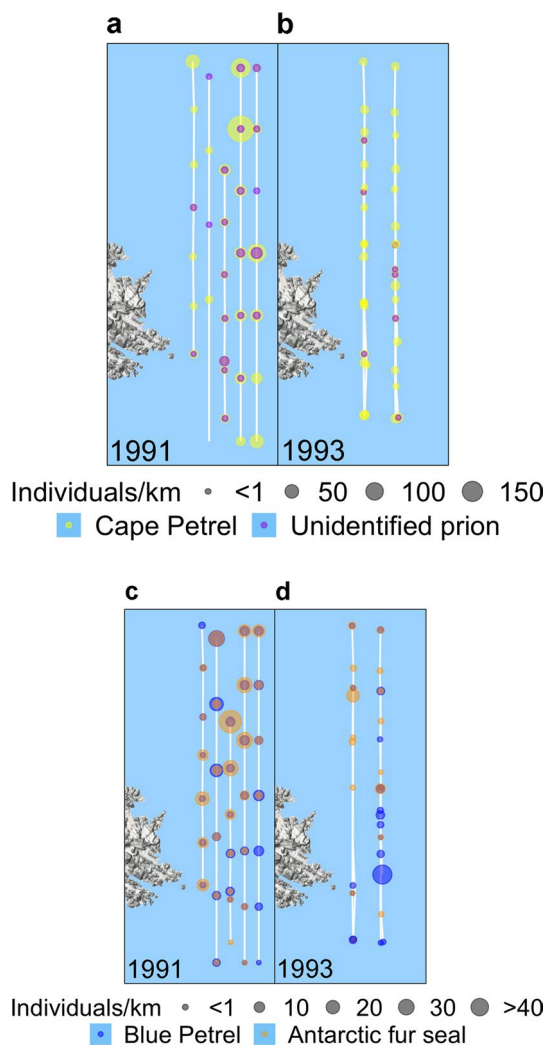 a b
1991 1993
Individuals/km <1 50 100 150
Cape Petrel Unidentified prion
c d
1991 1993
Individuals/km <1 10 20 30 >40
Blue Petrel Antarctic fur seal